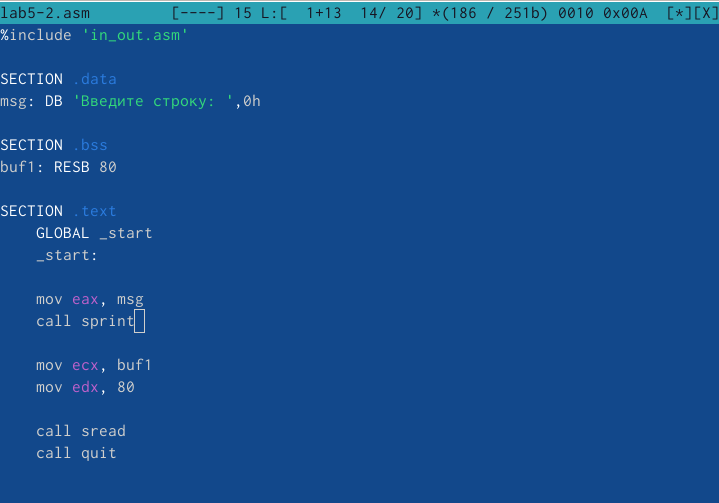 lab5-2.asm [----] 15 L:[ 1+13 14/ 20] *(186 / 251b) 0010 0x00A [*][X]
%include 'in_out.asm'
SECTION .data
msg: DB 'Введите строку: ',0h
SECTION .bss
buf1: RESB 80
SECTION .text
GLOBAL _start
_start:
mov eax, msg
call sprint
mov ecx, buf1
mov edx, 80
call sread
call quit